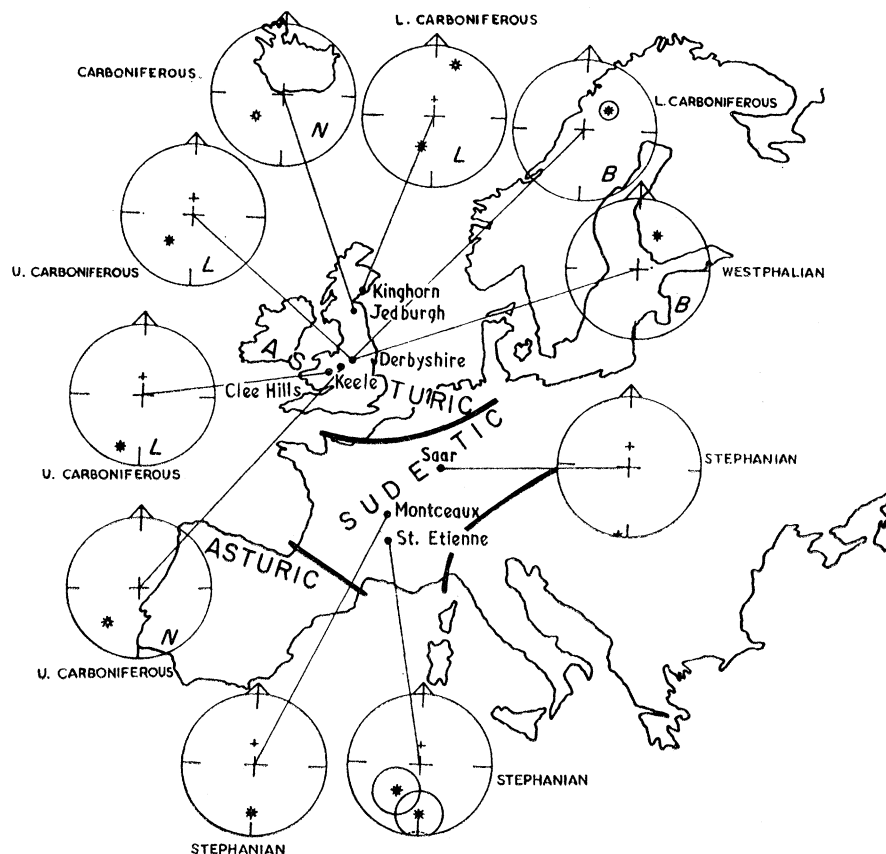 L. CARBONIFEROUS
CARBONIFEROUS.
N
L
L. CARBONIFEROUS
B
L
U. CARBONIFEROUS
WESTPHALIAN
B
Kinghorn
Jedburgh
Derbyshire
Keele
Clee Hills
ASTURIC
L
U. CARBONIFEROUS
SUDETIC
Saar
STEPHANIAN
Montceaux
St. Etienne
ASTURIC
N
U. CARBONIFEROUS
STEPHANIAN
STEPHANIAN